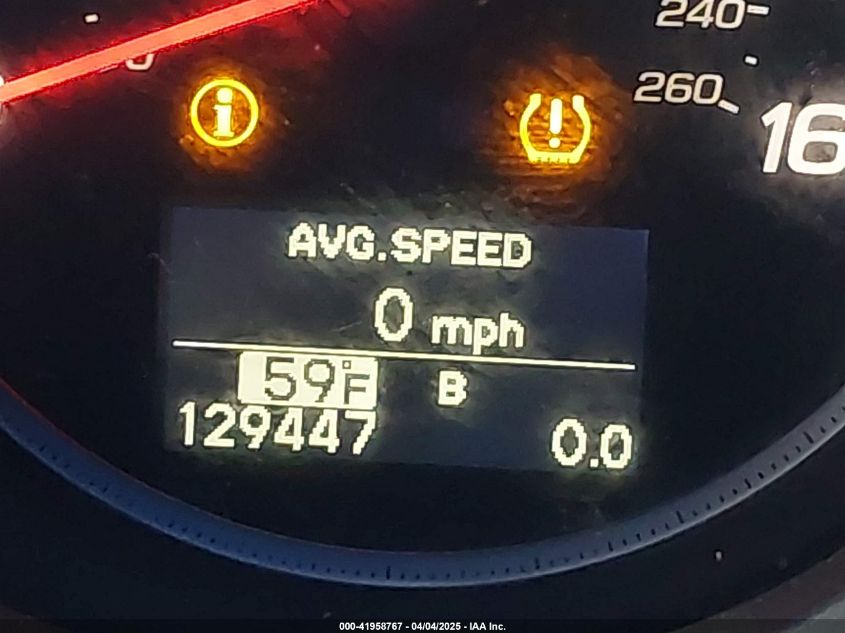 240
260
16
i
!
AVG.SPEED
0 mph
59°F B
129447 0.0
000-41958767 - 04/04/2025 - IAA Inc.